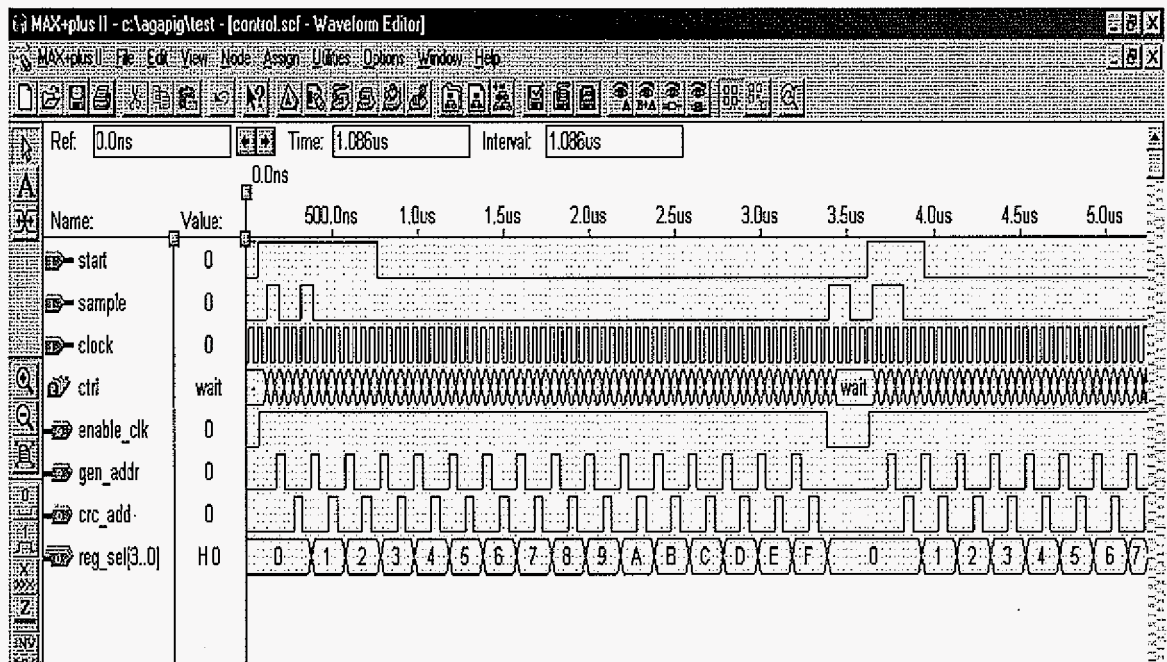 MAX+plus II - c:\agapig\test - [control.scf - Waveform Editor]
MAX+plus II File Edit View Node Assign Utilities Options Window Help
Ref: 0.0ns Time: 1.086us Interval: 1.086us
0.0ns
Name: Value: 500.0ns 1.0us 1.5us 2.0us 2.5us 3.0us 3.5us 4.0us 4.5us 5.0us
start 0
sample 0
clock 0
ctrl wait wait
enable_clk 0
gen_addr 0
crc_add 0
reg_sel[3..0] H 0 0 1 2 3 4 5 6 7 8 9 A B C D E F 0 1 2 3 4 5 6 7